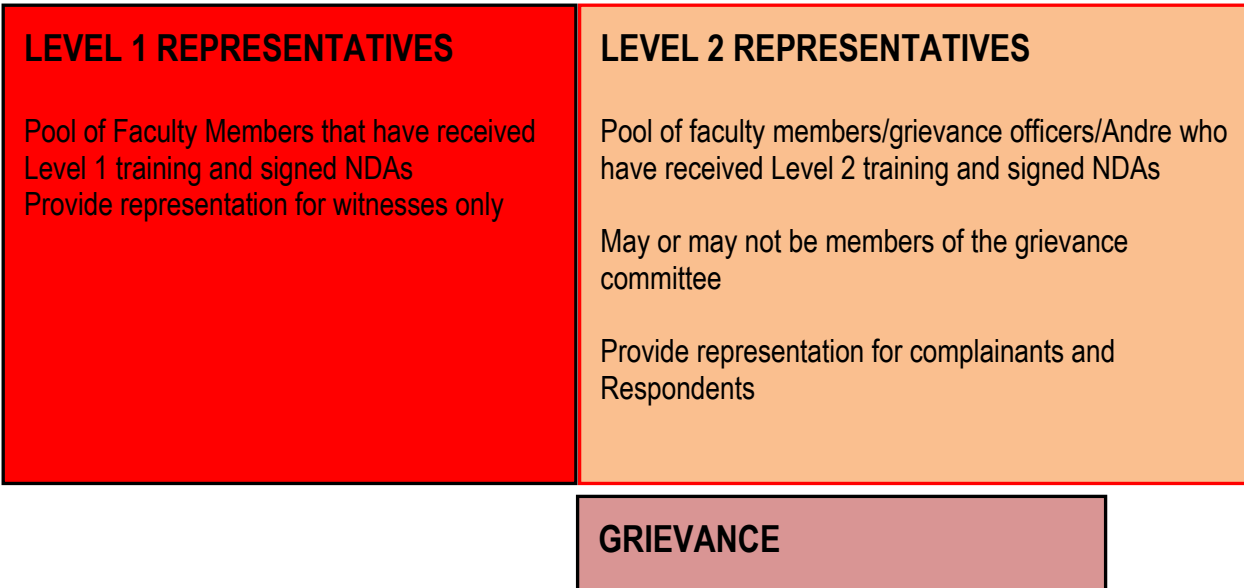 LEVEL 1 REPRESENTATIVES
Pool of Faculty Members that have received
Level 1 training and signed NDAs
Provide representation for witnesses only
LEVEL 2 REPRESENTATIVES
Pool of faculty members/grievance officers/Andre who
have received Level 2 training and signed NDAs
May or may not be members of the grievance
committee
Provide representation for complainants and
Respondents
GRIEVANCE